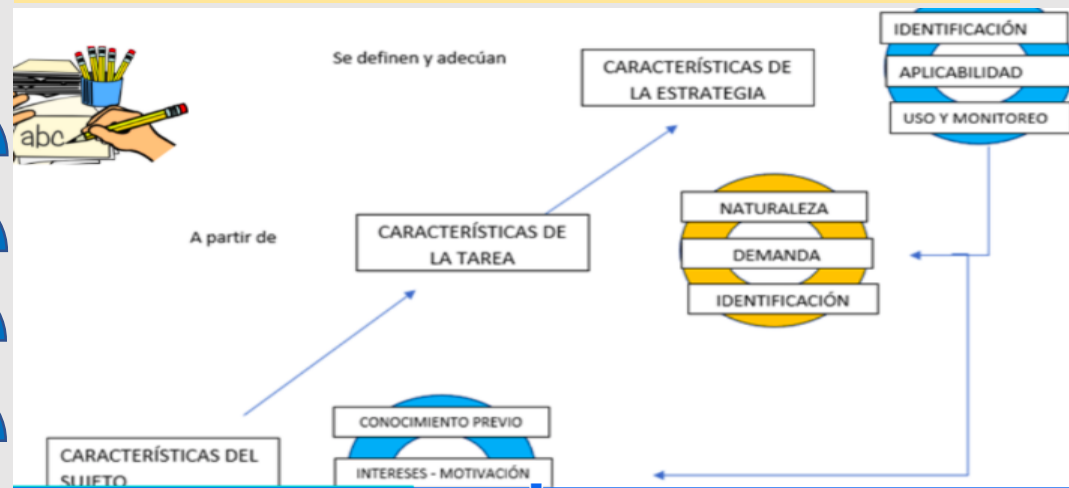 IDENTIFICACIÓN
Se definen y adecúan
CARACTERÍSTICAS DE
LA ESTRATEGIA
APLICABILIDAD
USO Y MONITOREO
abc
NATURALEZA
A partir de
CARACTERÍSTICAS DE
LA TAREA
DEMANDA
IDENTIFICACIÓN
CONOCIMIENTO PREVIO
CARACTERÍSTICAS DEL
SUJETO
INTERESES - MOTIVACIÓN